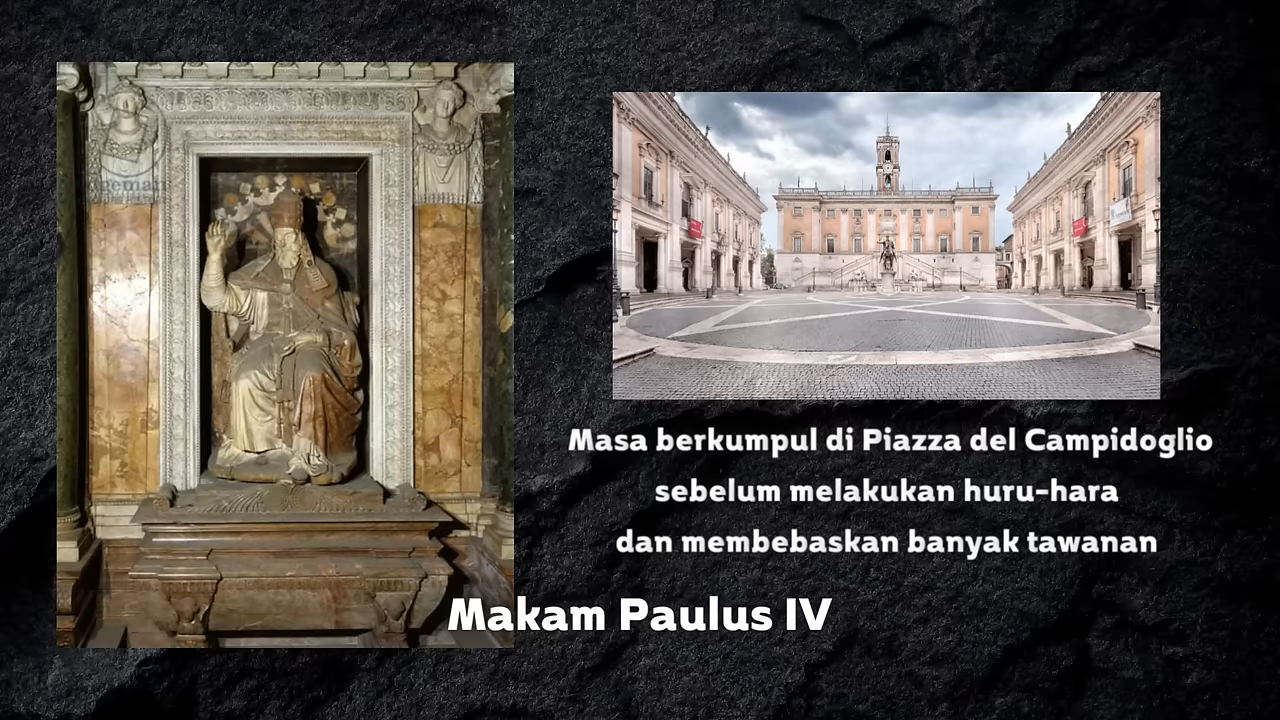 Masa berkumpul di Piazza del Campidoglio
sebelum melakukan huru-hara
dan membebaskan banyak tawanan
Makam Paulus IV